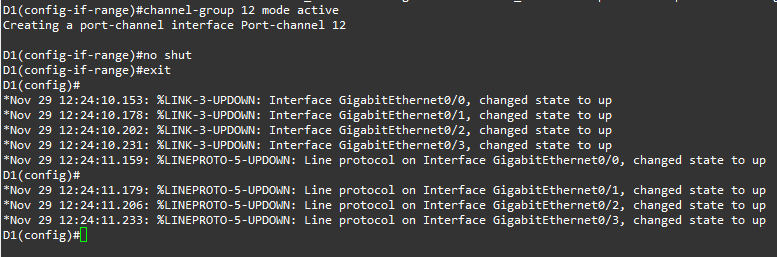 D1(config-if-range)#channel-group 12 mode active
Creating a port-channel interface Port-channel 12
D1(config-if-range)#no shut
D1(config-if-range)#exit
D1(config)#
*Nov 29 12:24:10.153: %LINK-3-UPDOWN: Interface GigabitEthernet0/0, changed state to up
*Nov 29 12:24:10.178: %LINK-3-UPDOWN: Interface GigabitEthernet0/1, changed state to up
*Nov 29 12:24:10.202: %LINK-3-UPDOWN: Interface GigabitEthernet0/2, changed state to up
*Nov 29 12:24:10.231: %LINK-3-UPDOWN: Interface GigabitEthernet0/3, changed state to up
*Nov 29 12:24:11.159: %LINEPROTO-5-UPDOWN: Line protocol on Interface GigabitEthernet0/0, changed state to up
D1(config)#
*Nov 29 12:24:11.179: %LINEPROTO-5-UPDOWN: Line protocol on Interface GigabitEthernet0/1, changed state to up
*Nov 29 12:24:11.206: %LINEPROTO-5-UPDOWN: Line protocol on Interface GigabitEthernet0/2, changed state to up
*Nov 29 12:24:11.233: %LINEPROTO-5-UPDOWN: Line protocol on Interface GigabitEthernet0/3, changed state to up
D1(config)#